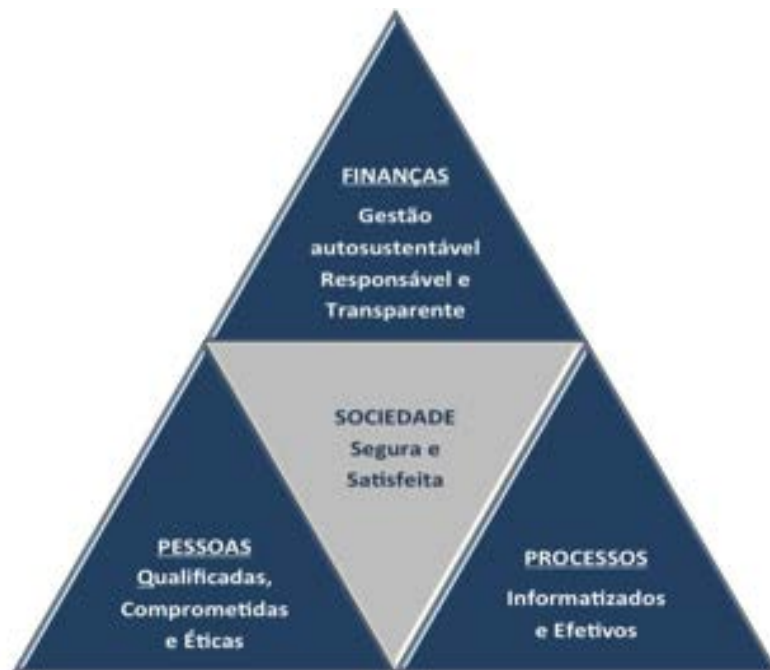 FINANÇAS
Gestão
autosustentável
Responsável e
Transparente
SOCIEDADE
Segura e
Satisfeita
PESSOAS
Qualificadas,
Comprometidas
e Éticas
PROCESSOS
Informatizados
e Efetivos